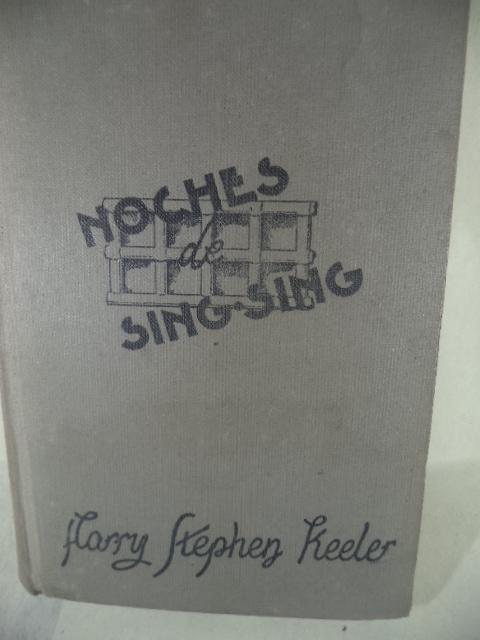 NOCHES
de
SING-SING
Harry Stephen Keeler